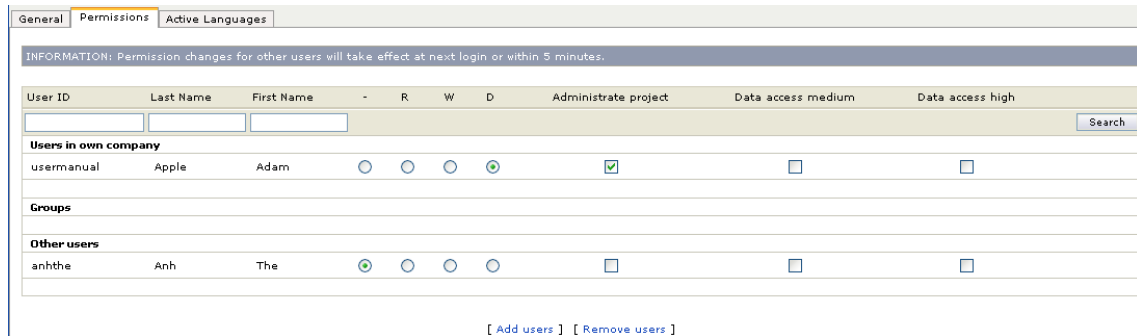 General Permissions Active Languages
INFORMATION: Permission changes for other users will take effect at next login or within 5 minutes.
User ID Last Name First Name - R W D Administrate project Data access medium Data access high
Search
Users in own company
usermanual Apple Adam
Groups
Other users
anhthe Anh The
[ Add users ] [ Remove users ]